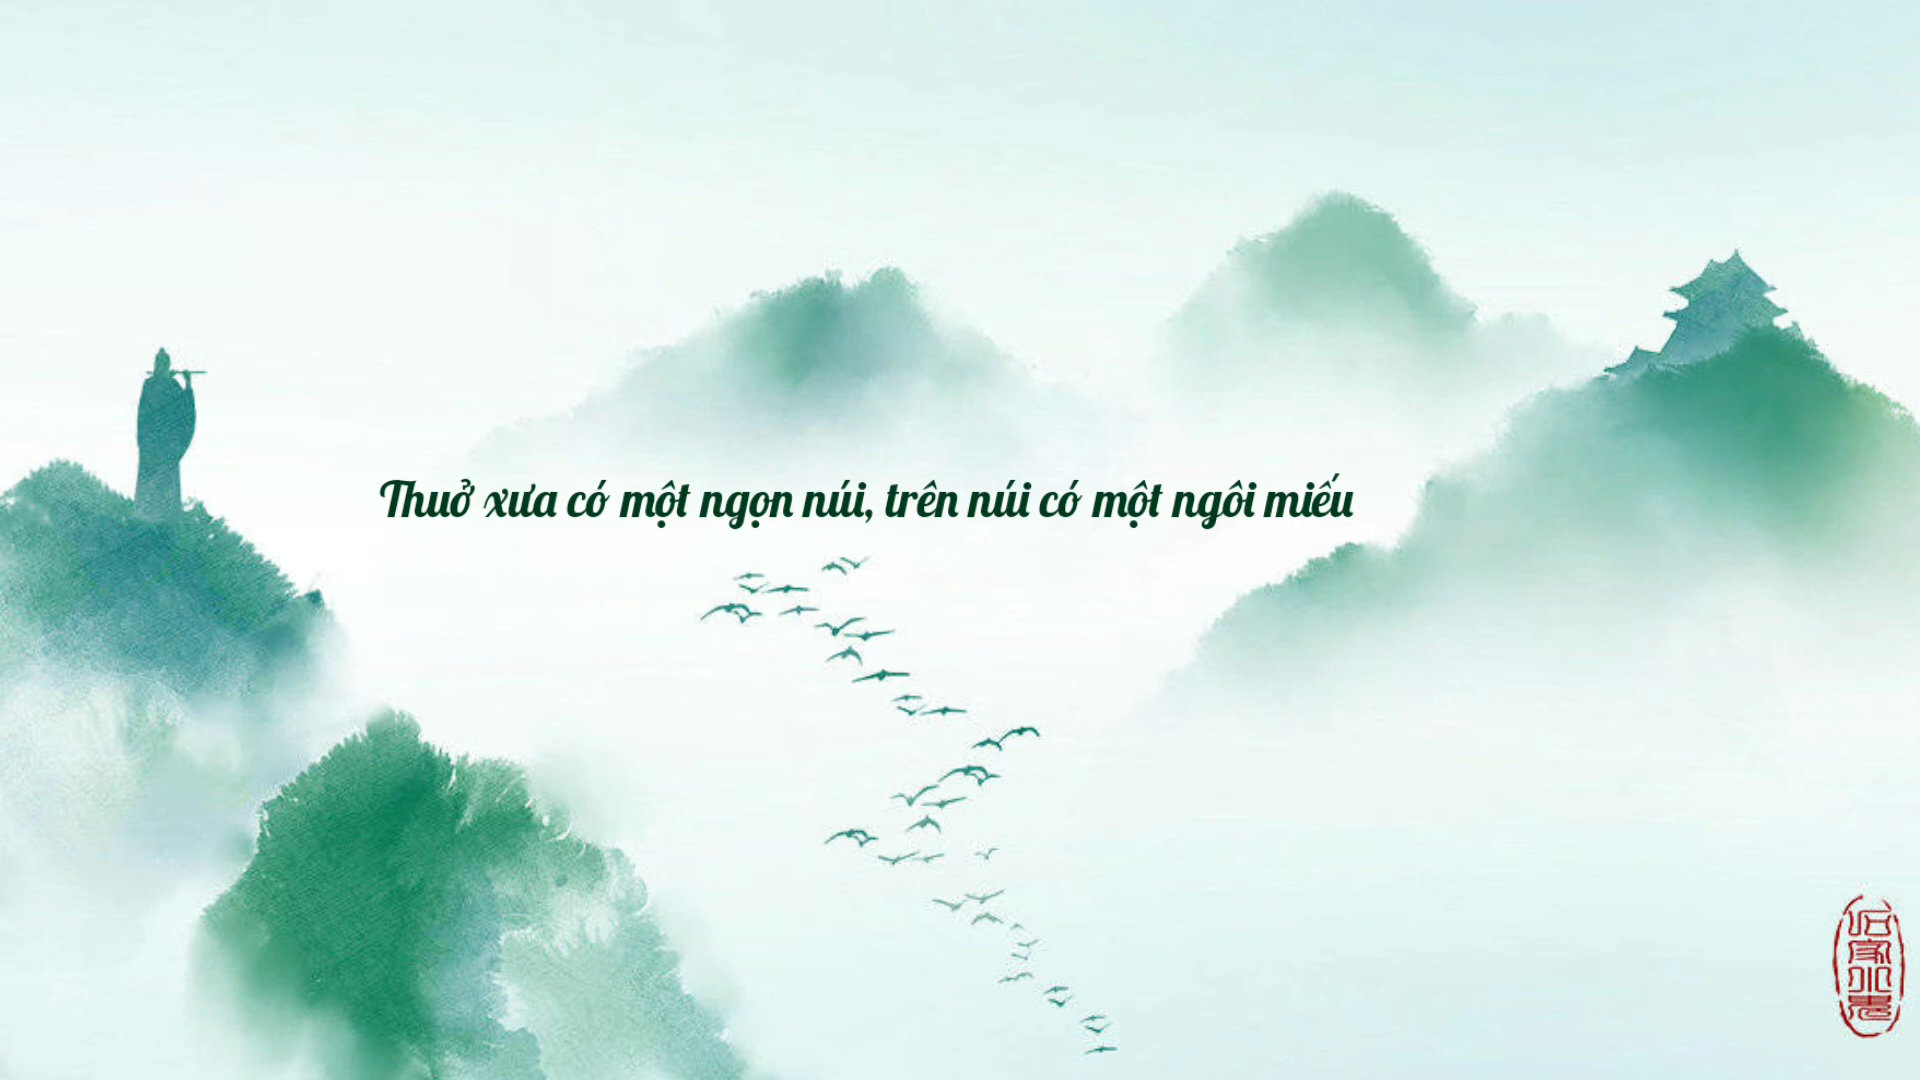 Thuở xưa có một ngọn núi, trên núi có một ngôi miếu